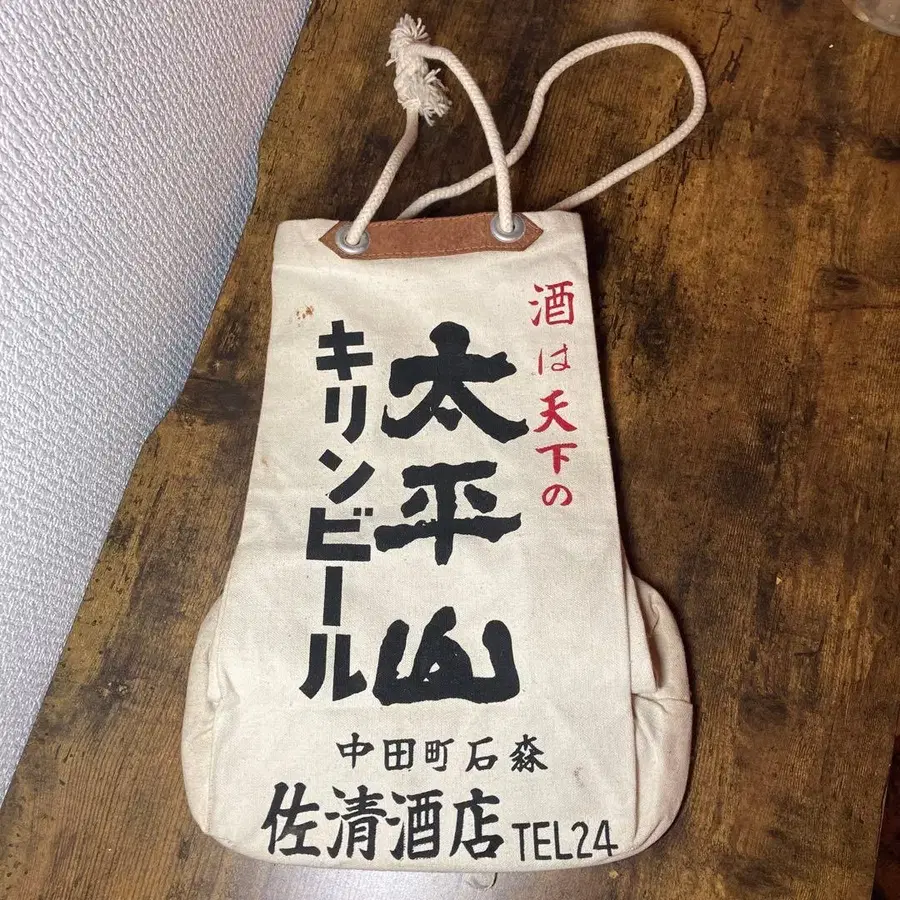 酒は天下の
太平山
キリンビール
中田町石森
佐清酒店 TEL24